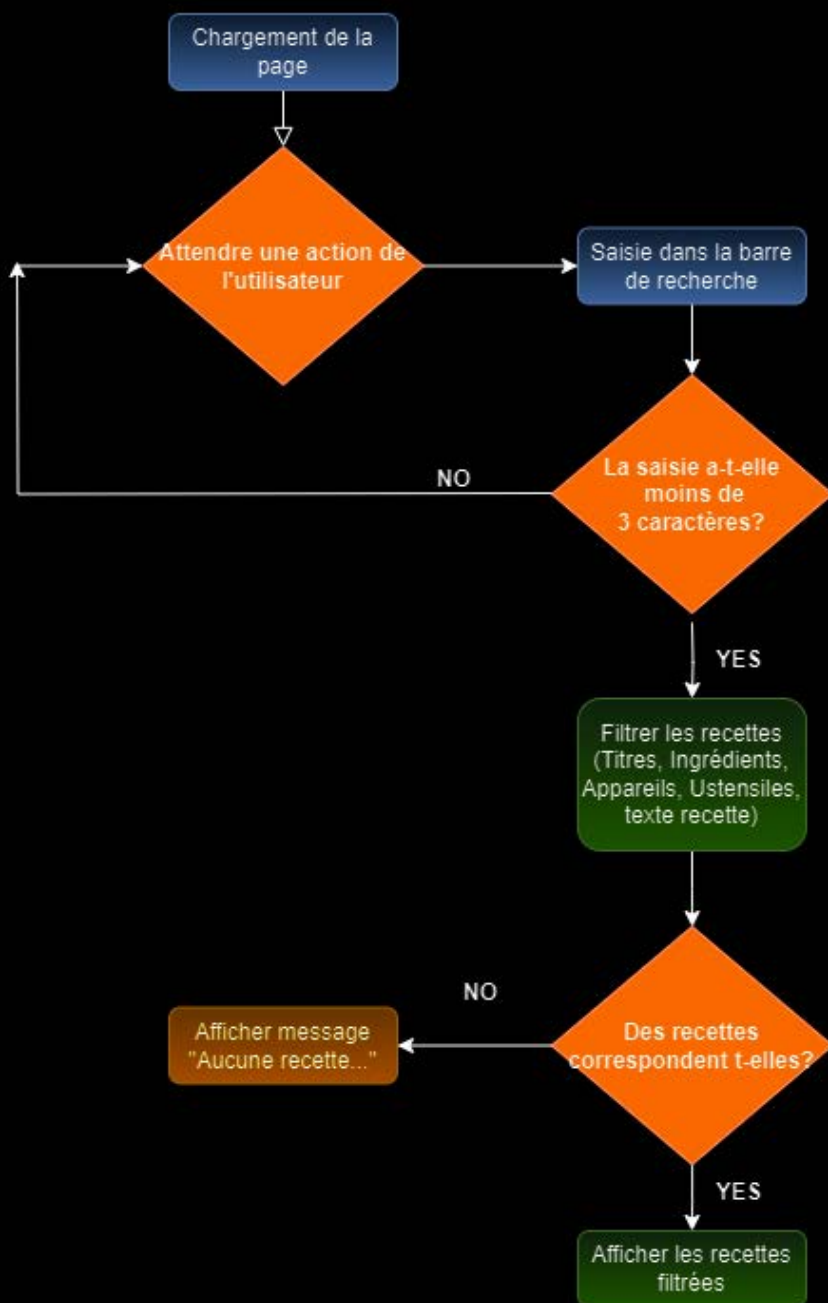 Chargement de la
page
Attendre une action de
l'utilisateur
Saisie dans la barre
de recherche
La saisie a-t-elle
moins de
3 caractères?
NO
YES
Filtrer les recettes
(Titres, Ingrédients,
Appareils, Ustensiles,
texte recette)
Des recettes
correspondent t-elles?
NO
Afficher message
"Aucune recette..."
YES
Afficher les recettes
filtrées